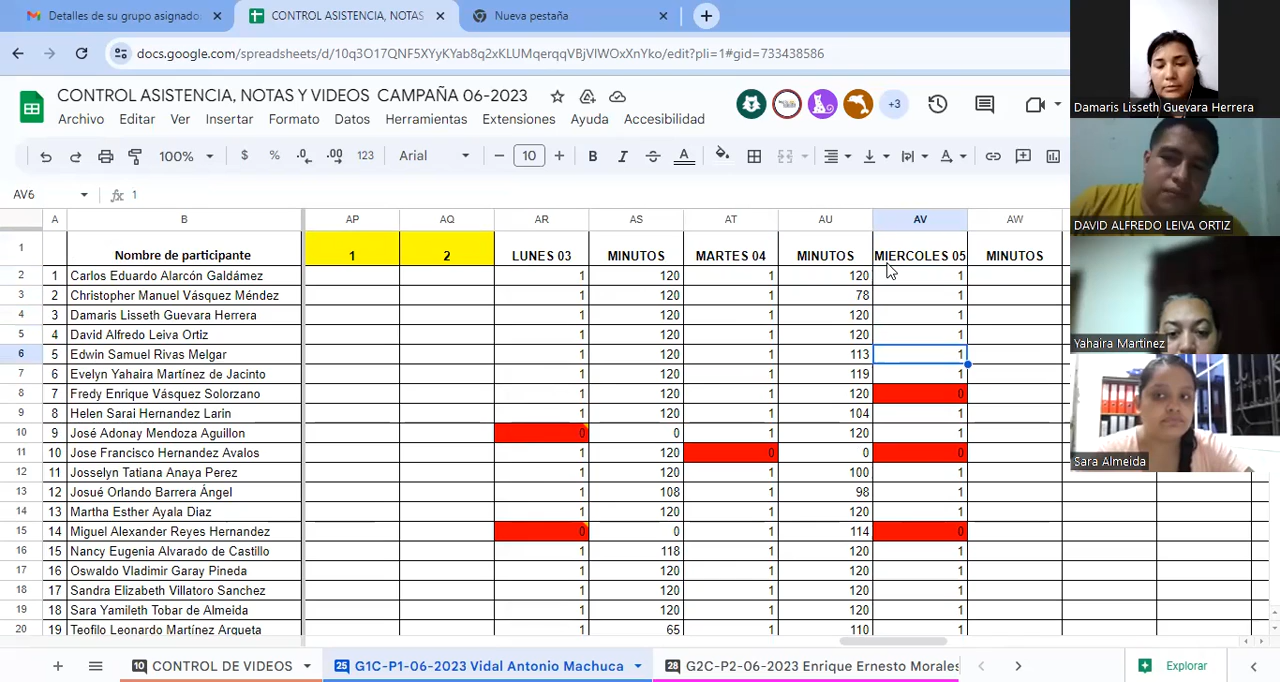 Detalles de su grupo asignado:
CONTROL ASISTENCIA, NOTAS
Nueva pestaña
CONTROL ASISTENCIA, NOTAS Y VIDEOS CAMPAÑA 06-2023
+3
Archivo Editar Ver Insertar Formato Datos Herramientas Extensiones Ayuda Accesibilidad
100% $ % .0 .00 123 Arial − 10 + B I A
AV6 fx 1
A B AP AQ AR AS AT AU AV AW
1 Nombre de participante 1 2 LUNES 03 MINUTOS MARTES 04 MINUTOS MIERCOLES 05 MINUTOS
2 1 Carlos Eduardo Alarcón Galdámez 1 120 1 120 1
3 2 Christopher Manuel Vásquez Méndez 1 120 1 78 1
4 3 Damaris Lisseth Guevara Herrera 1 120 1 120 1
5 4 David Alfredo Leiva Ortiz 1 120 1 120 1
6 5 Edwin Samuel Rivas Melgar 1 120 1 113 1
7 6 Evelyn Yahaira Martinez de Jacinto 1 120 1 119 1
8 7 Fredy Enrique Vásquez Solorzano 1 120 1 120 0
9 8 Helen Sarai Hernandez Larin 1 120 1 104 1
10 9 José Adonay Mendoza Aguillon 0 0 1 120 1
11 10 Jose Francisco Hernandez Avalos 1 120 0 0 0
12 11 Josselyn Tatiana Anaya Perez 1 120 1 100 1
13 12 Josué Orlando Barrera Ángel 1 108 1 98 1
14 13 Martha Esther Ayala Diaz 1 120 1 120 1
15 14 Miguel Alexander Reyes Hernandez 0 0 1 114 0
16 15 Nancy Eugenia Alvarado de Castillo 1 118 1 120 1
17 16 Oswaldo Vladimir Garay Pineda 1 120 1 120 1
18 17 Sandra Elizabeth Villatoro Sanchez 1 120 1 120 1
19 18 Sara Yamileth Tobar de Almeida 1 120 1 120 1
20 19 Teofilo Leonardo Martínez Argueta 1 65 1 110 1
10 CONTROL DE VIDEOS 25 G1C-P1-06-2023 Vidal Antonio Machuca 28 G2C-P2-06-2023 Enrique Ernesto Morales Explorar
Damaris Lisseth Guevara Herrera
DAVID ALFREDO LEIVA ORTIZ
Yahaira Martinez
Sara Almeida